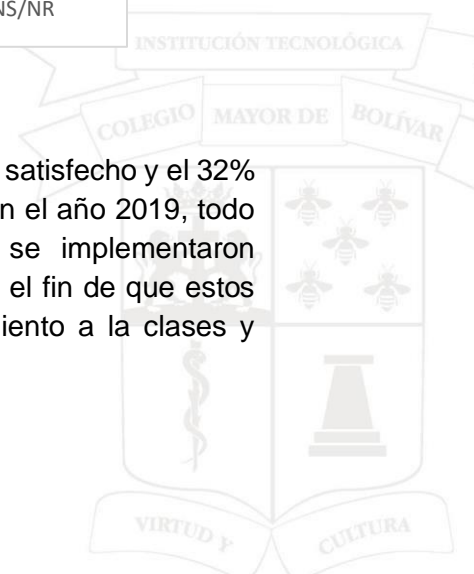 NS/NR
INSTITUCIÓN TECNOLÓGICA
COLEGIO MAYOR DE BOLÍVAR
satisfecho y el 32%
n el año 2019, todo
se implementaron
el fin de que estos
iento a la clases y
VIRTUD Y CULTURA